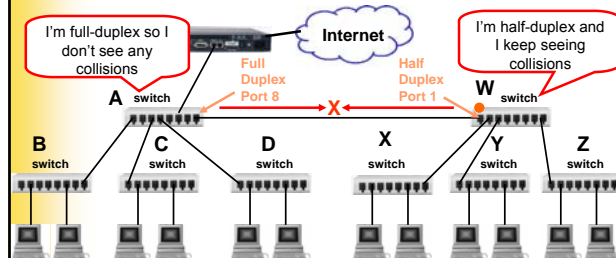 I'm full-duplex so I
don't see any
collisions
Internet
I'm half-duplex and
I keep seeing
collisions
Full
Duplex
Port 8
Half
Duplex
Port 1
A
switch
X
W
switch
B
switch
C
switch
D
switch
X
switch
Y
switch
Z
switch